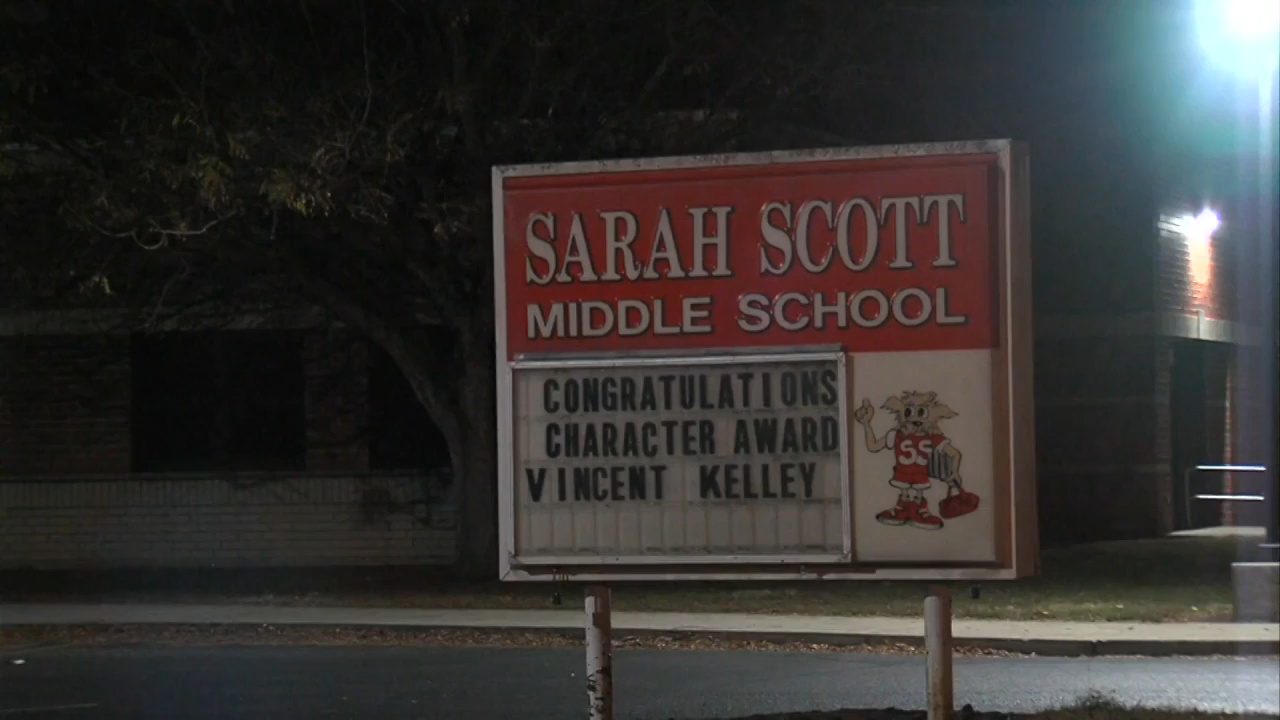 SARAH SCOTT
MIDDLE SCHOOL
CONGRATULATIONS
CHARACTER AWARD
VINCENT KELLEY
SS